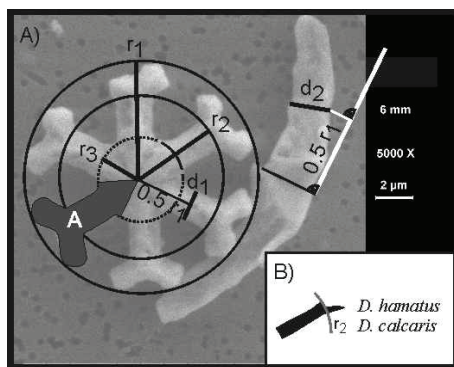 A)
r1
r2
d2
0.5 r1
r3
d1
0.5 r1
A
6 mm
5000 X
2 µm
B)
D. hamatus
r2
D. calcaris